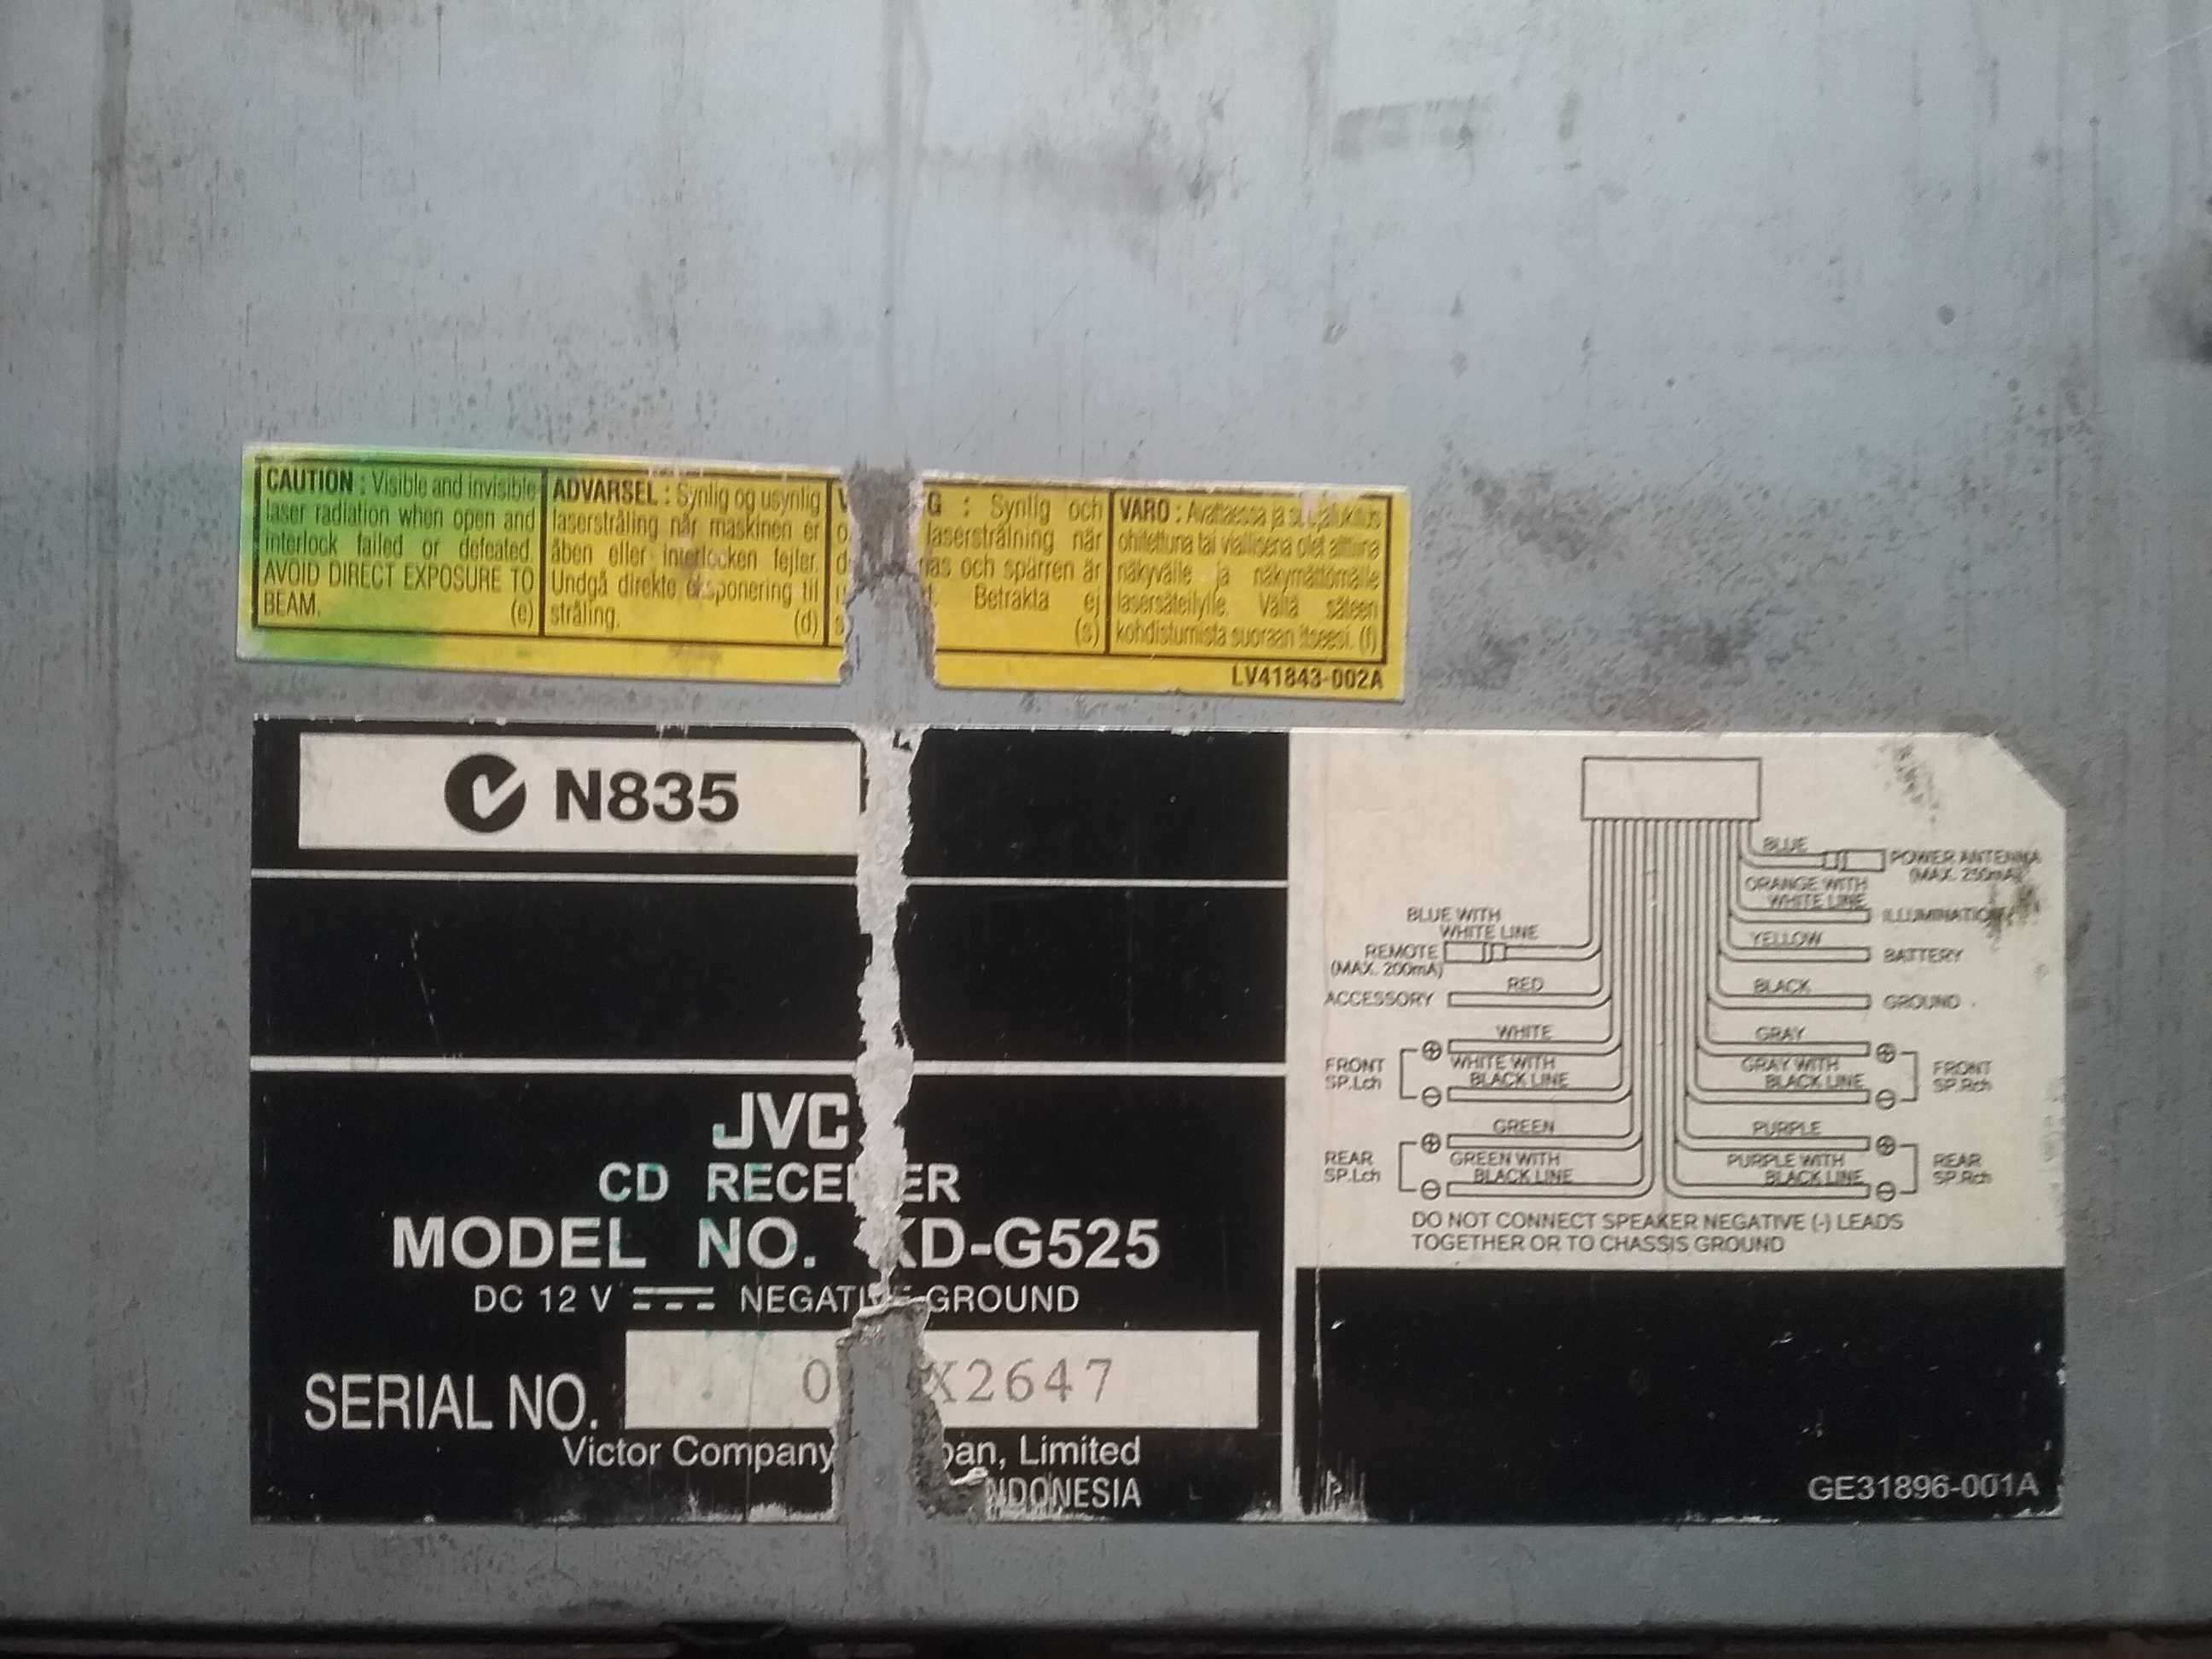 CAUTION : Visible and invisible
laser radiation when open and
interlock failed or defeated.
AVOID DIRECT EXPOSURE TO
BEAM. (e)
ADVARSEL : Synlig og usynlig
laserstråling når maskinen er
åben eller interlocken fejler.
Undgå direkte eksponering til
stråling. (d)
G : Synlig och
laserstrålning när
as och spärren är
Betrakta ej
(s)
VARO : Avattaessa ja suojalukitus
ohitettuna tai viallisena olet alttiina
näkyvälle ja näkymättömälle
lasersäteilylle. Vältä säteen
kohdistumista suoraan itseesi. (f)
LV41843-002A
N835
JVC
CD RECE ER
MODEL NO. KD-G525
DC 12 V NEGATIVE GROUND
SERIAL NO. 0 X2647
Victor Company pan, Limited
INDONESIA
BLUE
POWER ANTENNA
(MAX. 250mA)
ORANGE WITH
WHITE LINE
ILLUMINATION
BLUE WITH
WHITE LINE
REMOTE
(MAX. 200mA)
YELLOW
BATTERY
RED
ACCESSORY
BLACK
GROUND
WHITE
FRONT
SP.Lch
WHITE WITH
BLACK LINE
GRAY
GRAY WITH
BLACK LINE
FRONT
SP.Rch
GREEN
REAR
SP.Lch
GREEN WITH
BLACK LINE
PURPLE
PURPLE WITH
BLACK LINE
REAR
SP.Rch
DO NOT CONNECT SPEAKER NEGATIVE (-) LEADS
TOGETHER OR TO CHASSIS GROUND
GE31896-001A